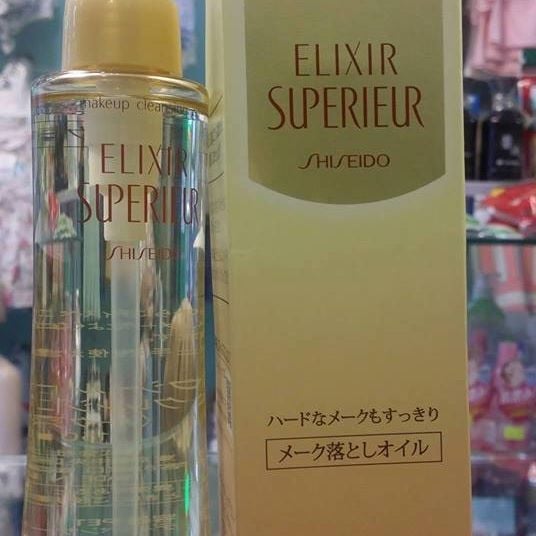 makeup cleansing
ELIXIR
SUPERIEUR
SHISEIDO
ELIXIR
SUPERIEUR
SHISEIDO
ハードなメークもすっきり
メーク落としオイル